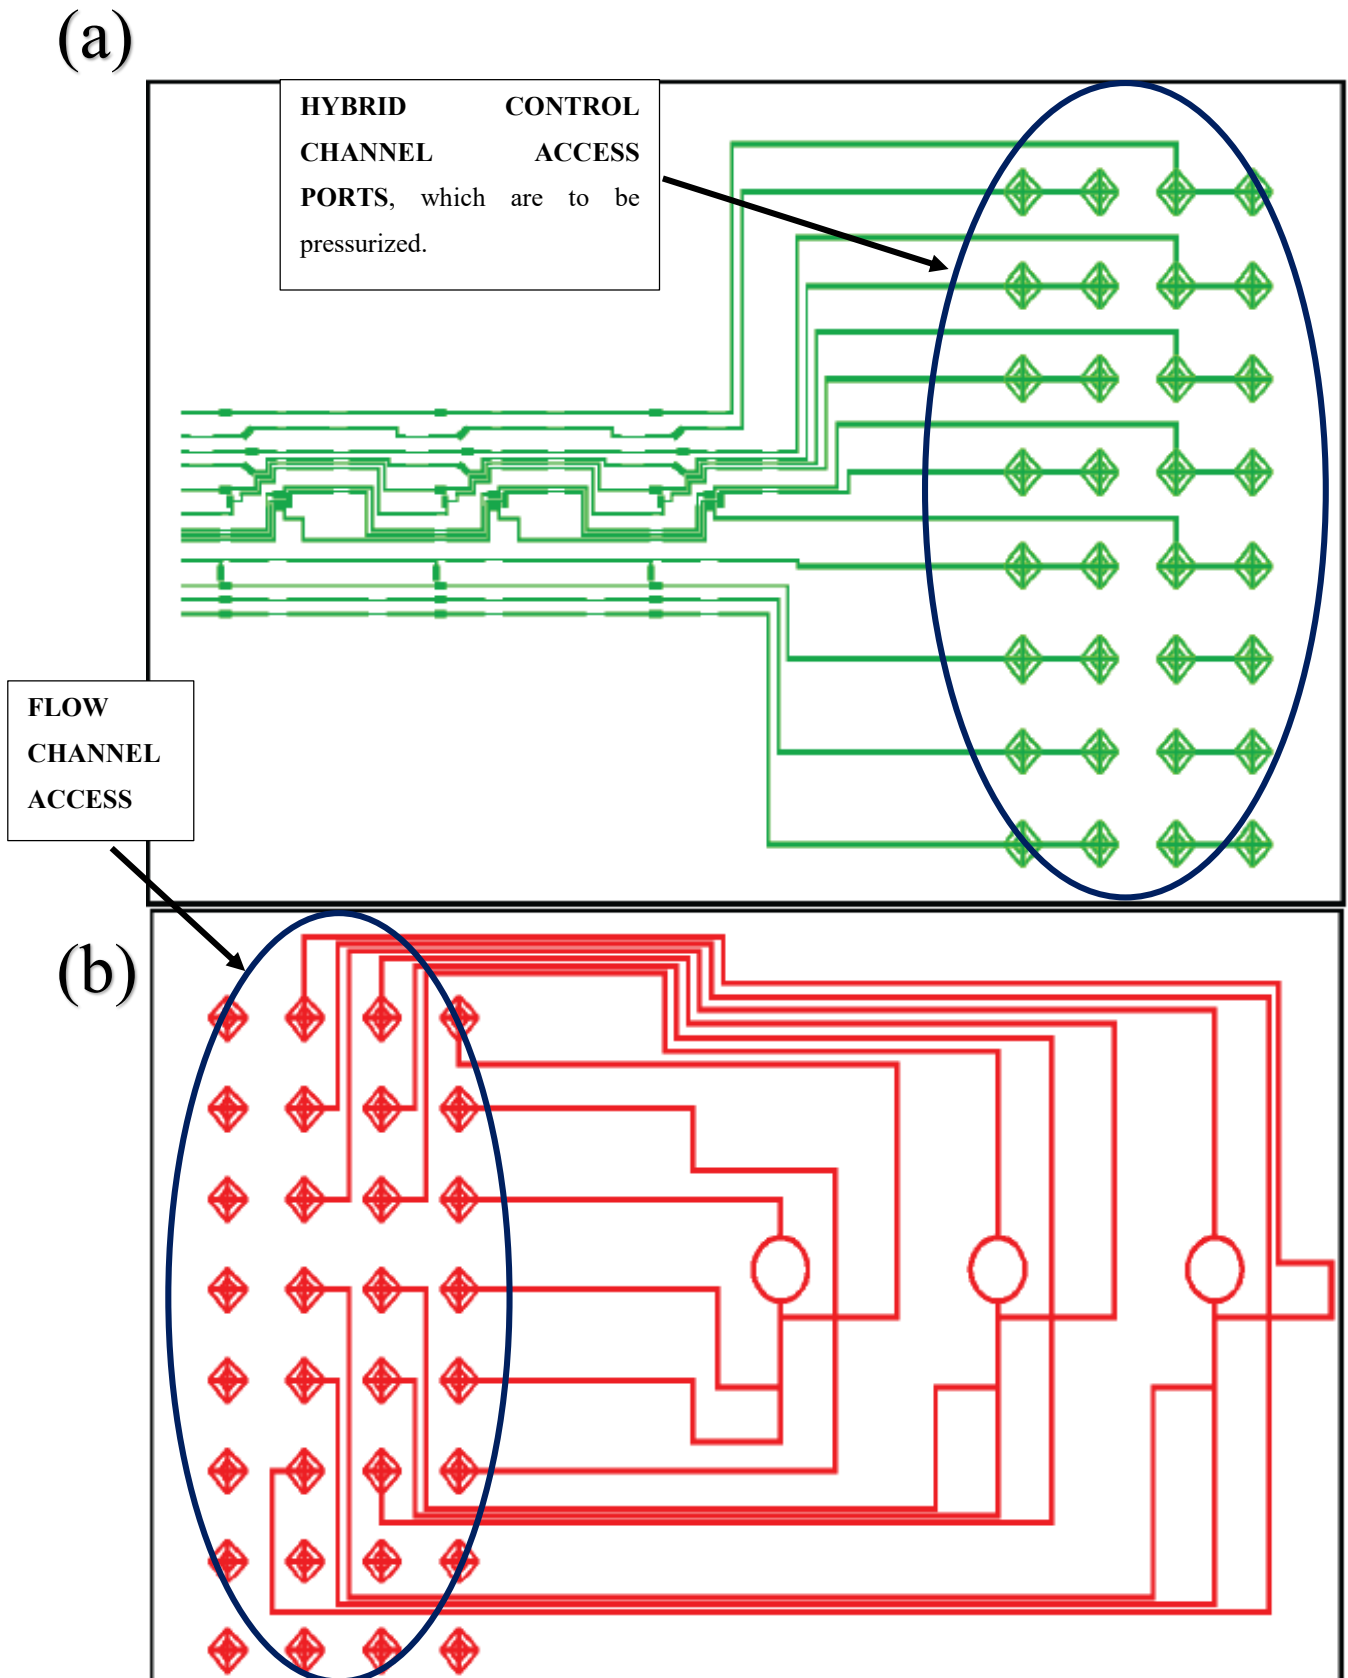 (a)
HYBRID CONTROL
CHANNEL ACCESS
PORTS, which are to be
pressurized.
FLOW
CHANNEL
ACCESS
(b)